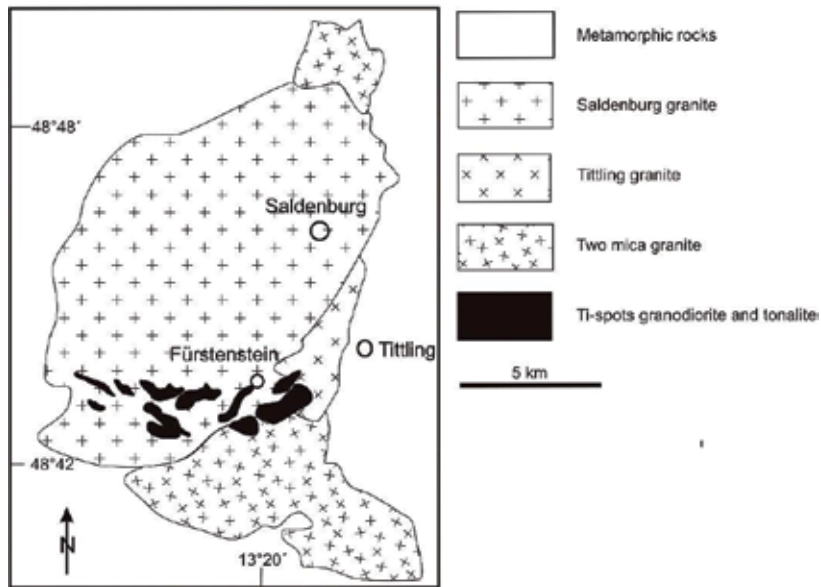 48°48'
Saldenburg
Fürstenstein
Tittling
48°42
N
13°20´
Metamorphic rocks
Saldenburg granite
Tittling granite
Two mica granite
Ti-spots granodiorite and tonalite
5 km